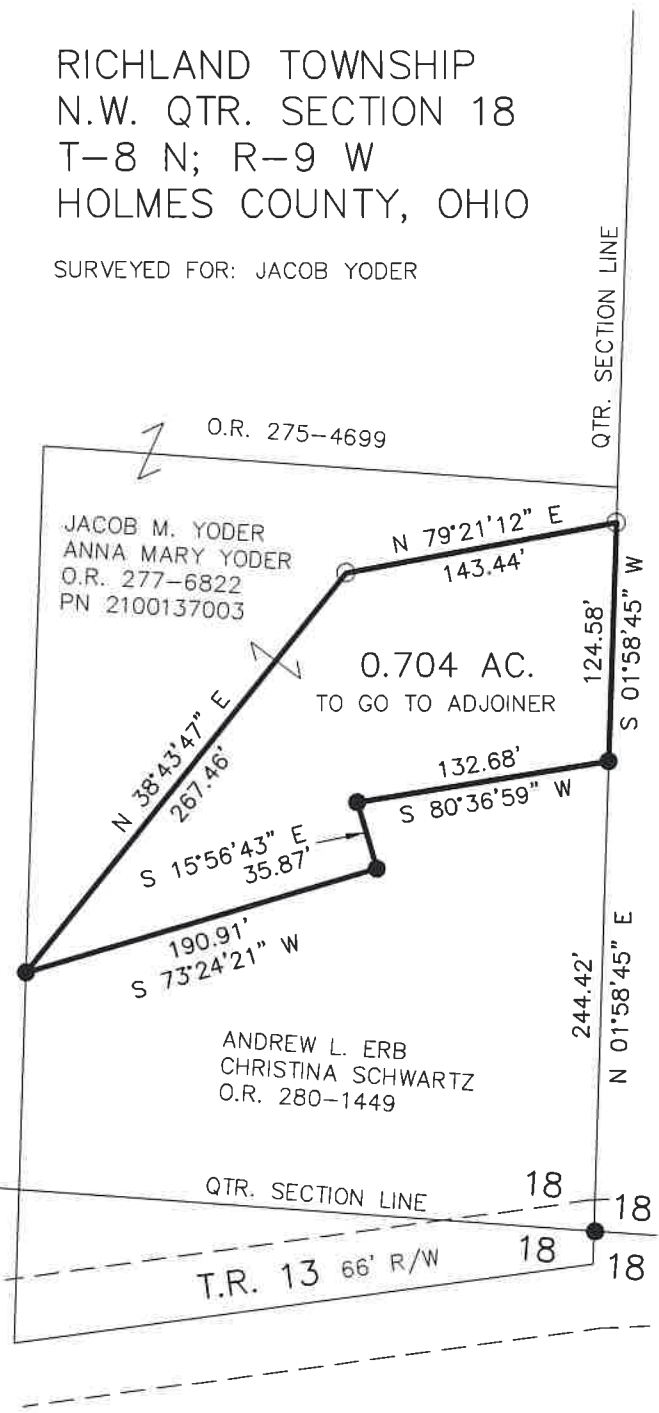 RICHLAND TOWNSHIP
N.W. QTR. SECTION 18
T-8 N; R-9 W
HOLMES COUNTY, OHIO
SURVEYED FOR: JACOB YODER
QTR. SECTION LINE
O.R. 275-4699
JACOB M. YODER
ANNA MARY YODER
O.R. 277-6822
PN 2100137003
N 79°21'12" E
143.44'
124.58'
S 01°58'45" W
0.704 AC.
TO GO TO ADJOINER
N 38°43'47" E
267.46'
132.68'
S 80°36'59" W
S 15°56'43" E
35.87'
190.91'
S 73°24'21" W
244.42'
N 01°58'45" E
ANDREW L. ERB
CHRISTINA SCHWARTZ
O.R. 280-1449
QTR. SECTION LINE
18
18
T.R. 13 66' R/W
18
18